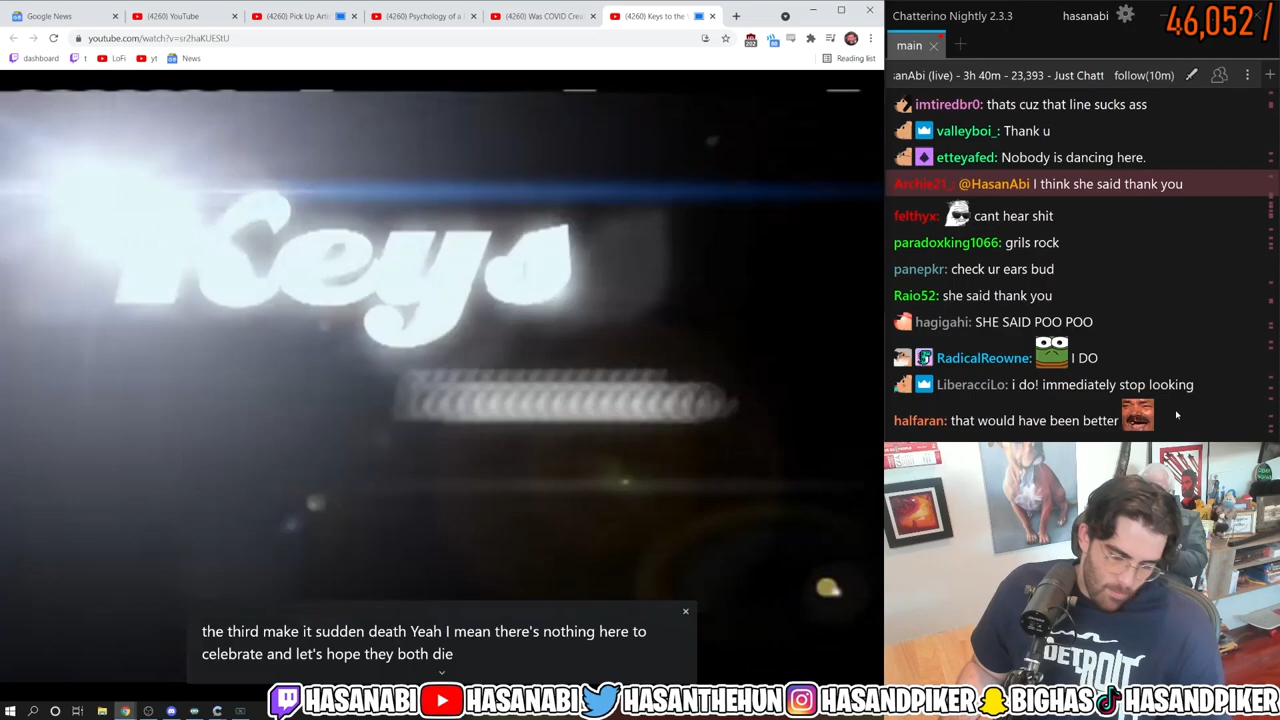 Google News
(4260) YouTube
(4260) Pick Up Artis
(4260) Psychology of a
(4260) Was COVID Crea
(4260) Keys to the
youtube.com/watch?v=sr2haKUEStU
dashboard
t
LoFi
yt
News
Reading list
Keys
the third make it sudden death Yeah I mean there's nothing here to
celebrate and let's hope they both die
Chatterino Nightly 2.3.3
hasanabi
46,052 /
main
anAbi (live) - 3h 40m - 23,393 - Just Chatt
follow(10m)
imtiredbr0: thats cuz that line sucks ass
valleyboi_: Thank u
etteyafed: Nobody is dancing here.
Archie21_: @HasanAbi I think she said thank you
felthyx: cant hear shit
paradoxking1066: grils rock
panepkr: check ur ears bud
Raio52: she said thank you
hagigahi: SHE SAID POO POO
RadicalReowne: I DO
LiberacciLo: i do! immediately stop looking
halfaran: that would have been better
DETROIT
HASANABI HASANABI HASANTHEHUN HASANDPIKER BIGHAS HASANDPIKER